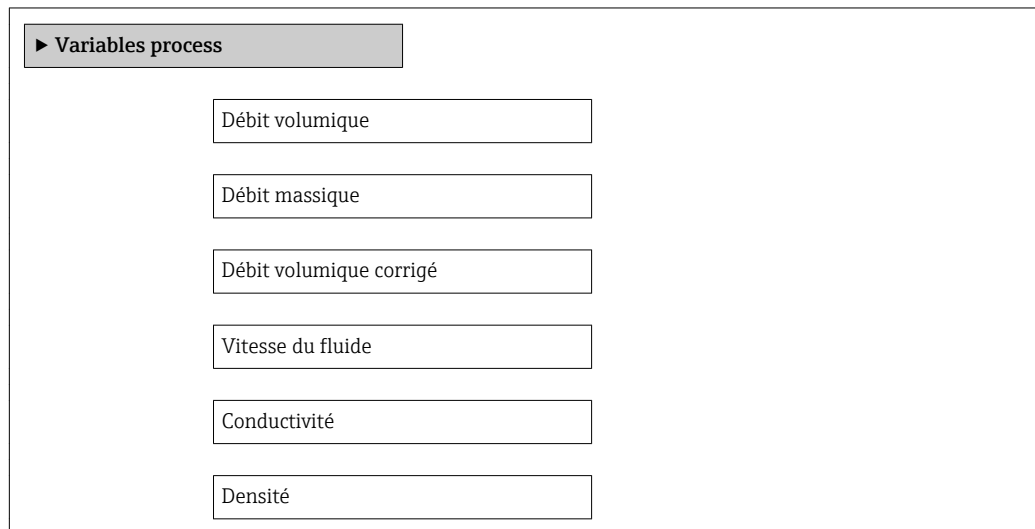 ▶ Variables process
Débit volumique
Débit massique
Débit volumique corrigé
Vitesse du fluide
Conductivité
Densité